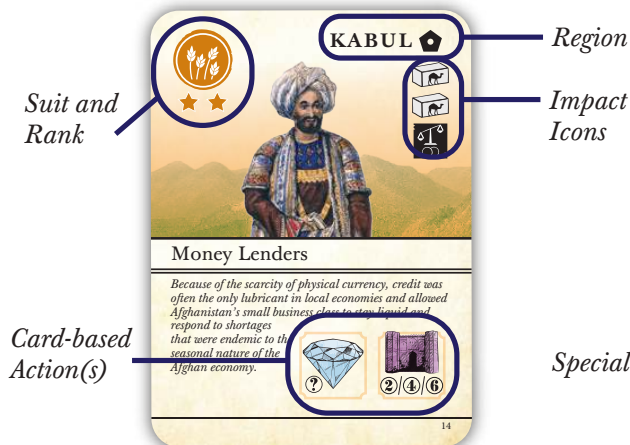 KABUL
Region
Suit and
Rank
Impact
Icons
Money Lenders
Because of the scarcity of physical currency, credit was
often the only lubricant in local economies and allowed
Afghanistan's small business class to stay liquid and
respond to shortages
that were endemic to th
seasonal nature of the
Afghan economy.
Card-based
Action(s)
?
2/4/6
Special
14